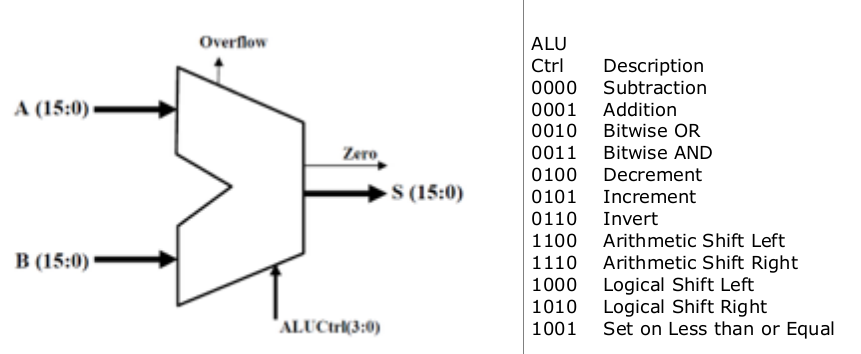 Overflow
A (15:0)
Zero
S (15:0)
B (15:0)
ALUCtrl(3:0)
ALU
Ctrl Description
0000 Subtraction
0001 Addition
0010 Bitwise OR
0011 Bitwise AND
0100 Decrement
0101 Increment
0110 Invert
1100 Arithmetic Shift Left
1110 Arithmetic Shift Right
1000 Logical Shift Left
1010 Logical Shift Right
1001 Set on Less than or Equal